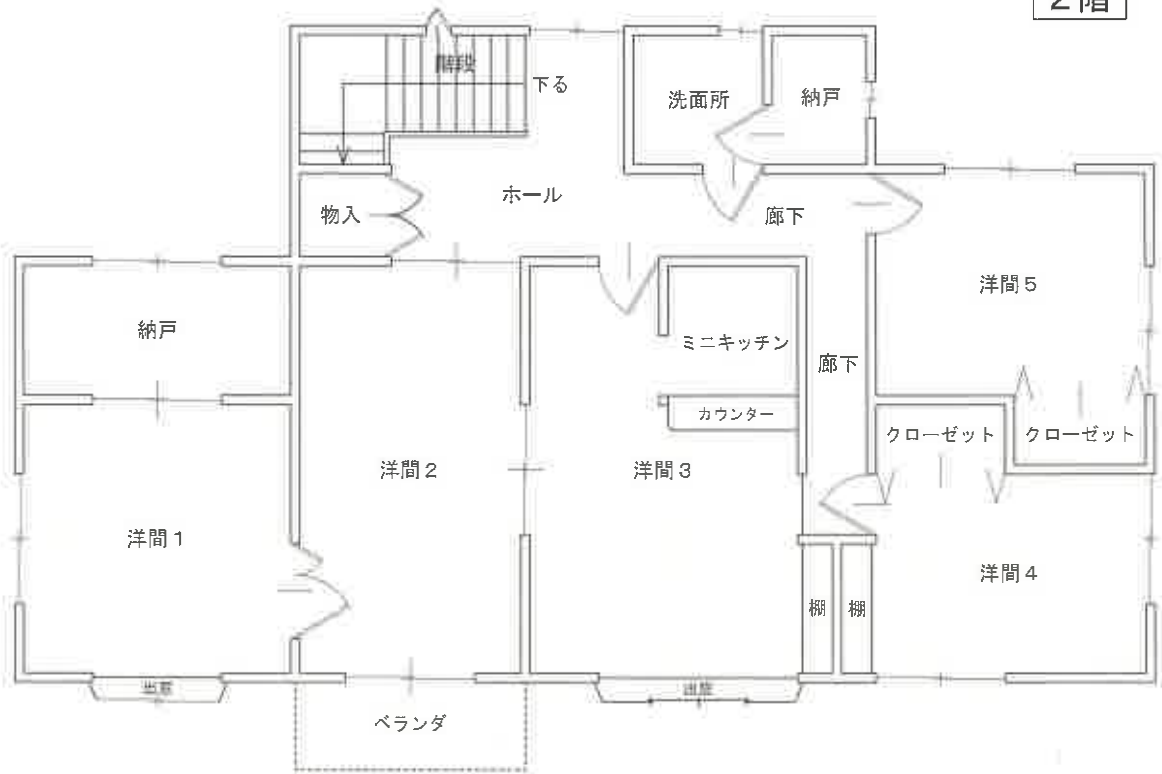 ２階
階段
下る
洗面所
納戸
物入
ホール
廊下
洋間５
納戸
ミニキッチン
廊下
カウンター
クローゼット
クローゼット
洋間２
洋間３
洋間１
洋間４
棚
棚
出窓
出窓
ベランダ